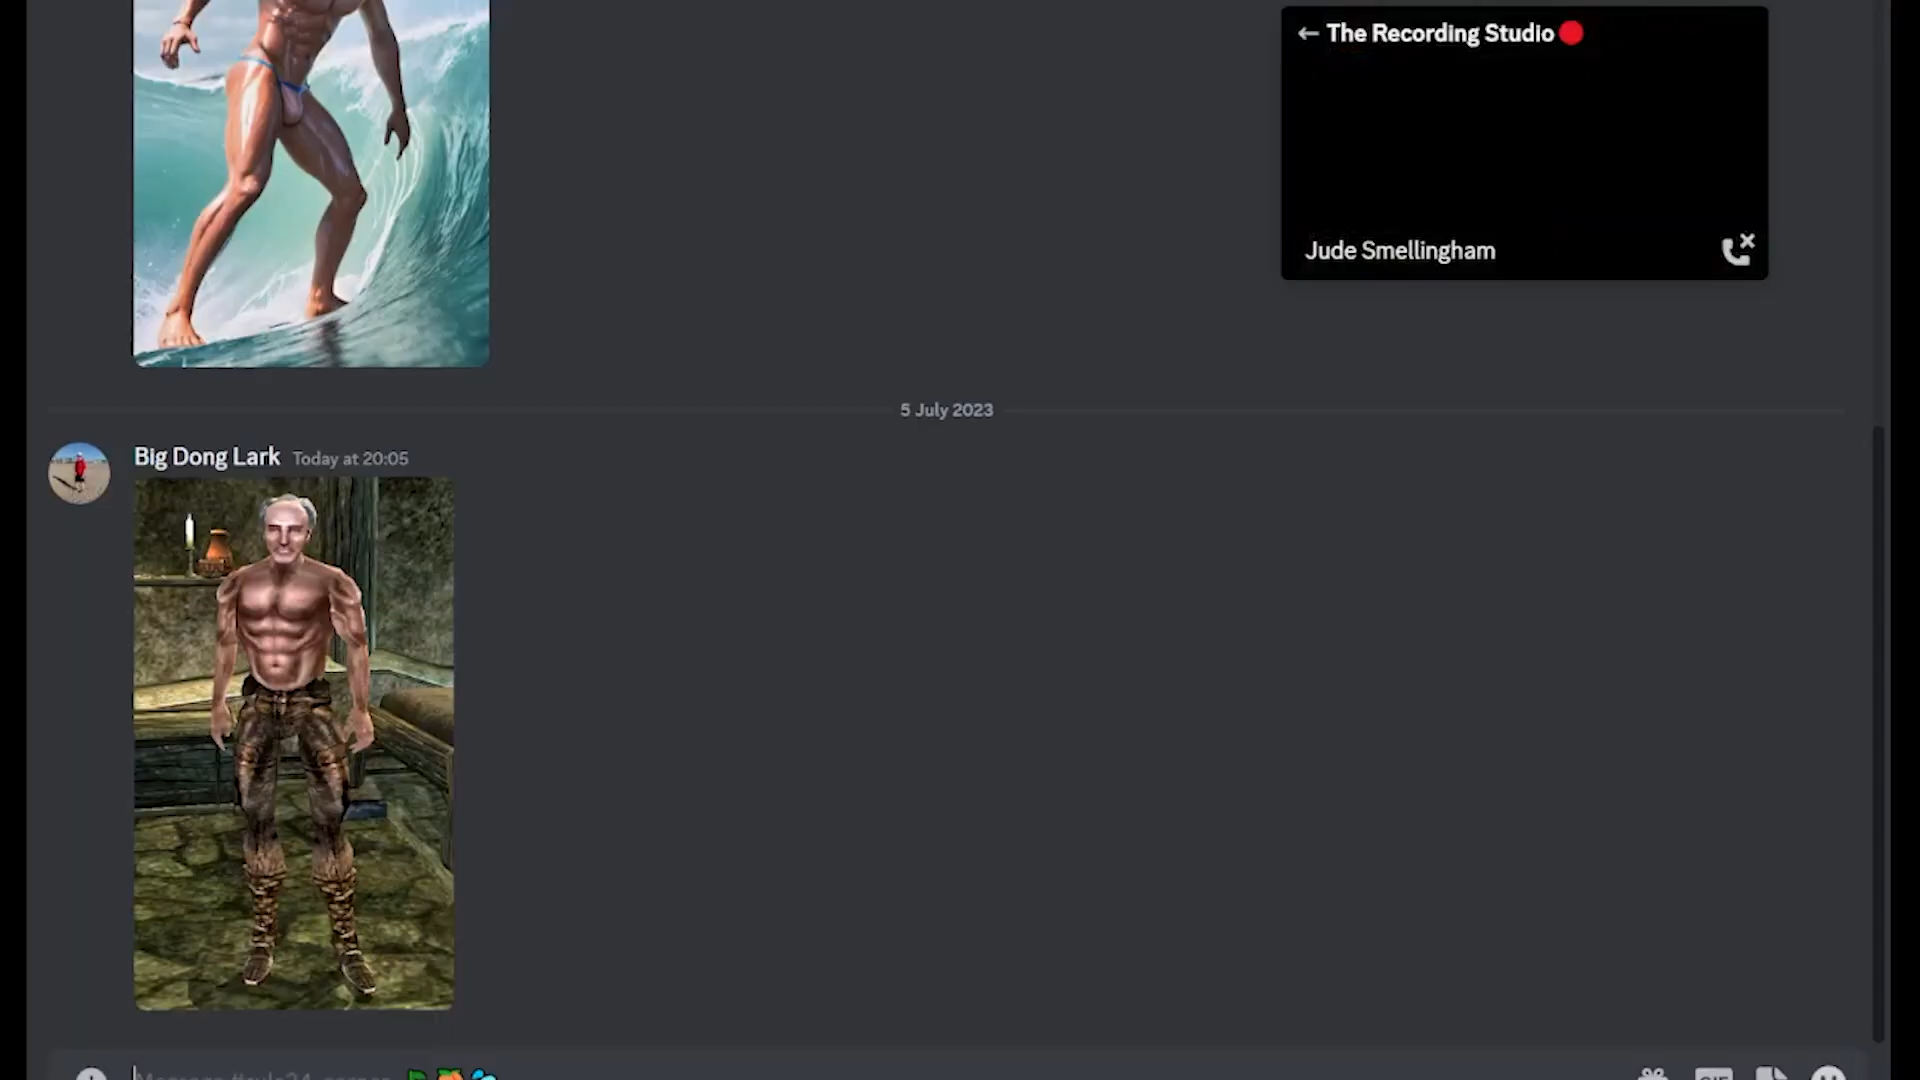 The Recording Studio
Jude Smellingham
5 July 2023
Big Dong Lark Today at 20:05